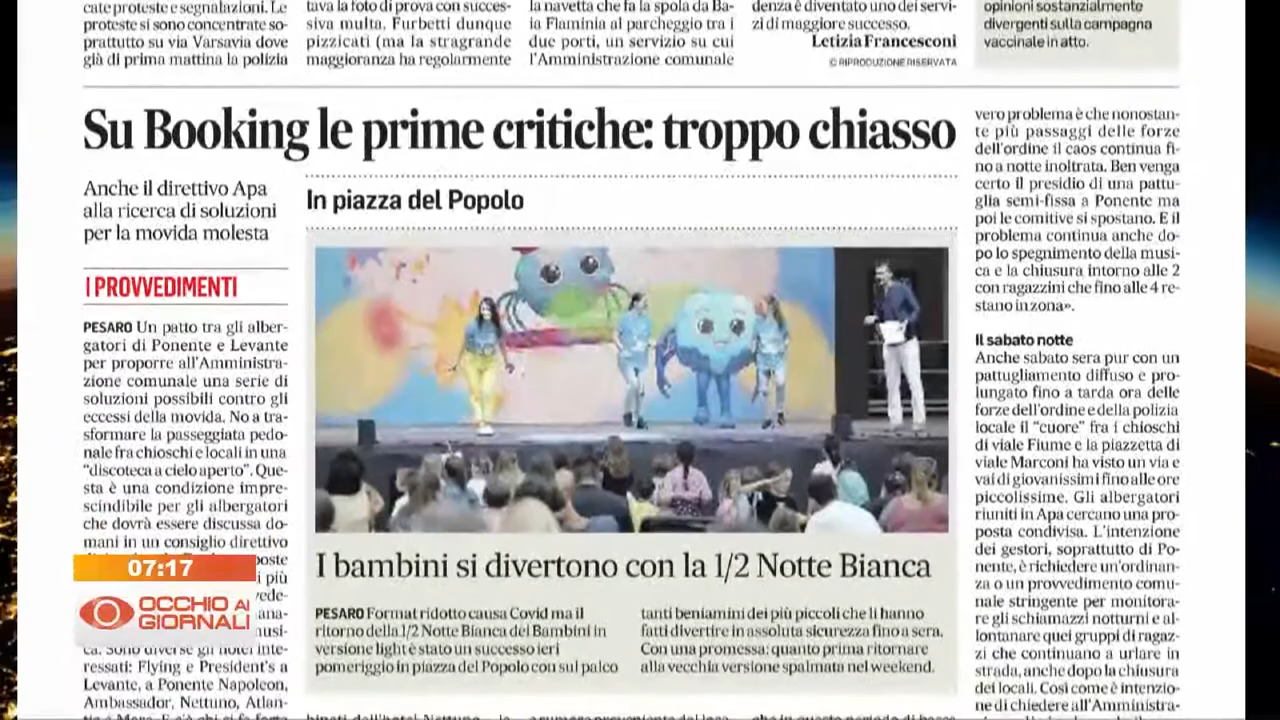 cate proteste e segnalazioni. Le
proteste si sono concentrate so-
prattutto su via Varsavia dove
già di prima mattina la polizia
tava la foto di prova con succes-
siva multa. Furbetti dunque
pizzicati (ma la stragrande
maggioranza ha regolarmente
la navetta che fa la spola da Ba-
ia Flaminia al parcheggio tra i
due porti, un servizio su cui
l'Amministrazione comunale
denza è diventato uno dei servi-
zi di maggiore successo.
Letizia Francesconi
© RIPRODUZIONE RISERVATA
opinioni sostanzialmente
divergenti sulla campagna
vaccinale in atto.
Su Booking le prime critiche: troppo chiasso
Anche il direttivo Apa
alla ricerca di soluzioni
per la movida molesta
I PROVVEDIMENTI
PESARO Un patto tra gli alber-
gatori di Ponente e Levante
per proporre all'Amministra-
zione comunale una serie di
soluzioni possibili contro gli
eccessi della movida. No a tra-
sformare la passeggiata pedo-
nale fra chioschi e locali in una
"discoteca a cielo aperto". Que-
sta è una condizione impre-
scindibile per gli albergatori
che dovrà essere discussa do-
mani in un consiglio direttivo
poste
i più
vede-
ana-
musi-
ca. Sono diverse gli hotel inte-
ressati: Flying e President's a
Levante, a Ponente Napoleon,
Ambassador, Nettuno, Atlan-
07:17
OCCHIO AI
GIORNALI
In piazza del Popolo
I bambini si divertono con la 1/2 Notte Bianca
PESARO Format ridotto causa Covid ma il
ritorno della 1/2 Notte Bianca dei Bambini in
versione light è stato un successo ieri
pomeriggio in piazza del Popolo con sul palco
tanti beniamini dei più piccoli che li hanno
fatti divertire in assoluta sicurezza fino a sera.
Con una promessa: quanto prima ritornare
alla vecchia versione spalmata nel weekend.
vero problema è che nonostan-
te più passaggi delle forze
dell'ordine il caos continua fi-
no a notte inoltrata. Ben venga
certo il presidio di una pattu-
glia semi-fissa a Ponente ma
poi le comitive si spostano. E il
problema continua anche do-
po lo spegnimento della musi-
ca e la chiusura intorno alle 2
con ragazzini che fino alle 4 re-
stano in zona».
Il sabato notte
Anche sabato sera pur con un
pattugliamento diffuso e pro-
lungato fino a tarda ora delle
forze dell'ordine e della polizia
locale il "cuore" fra i chioschi
di viale Fiume e la piazzetta di
viale Marconi ha visto un via e
vai di giovanissimi fino alle ore
piccolissime. Gli albergatori
riuniti in Apa cercano una pro-
posta condivisa. L'intenzione
dei gestori, soprattutto di Po-
nente, è richiedere un'ordinan-
za o un provvedimento comu-
nale stringente per monitora-
re gli schiamazzi notturni e al-
lontanare quei gruppi di ragaz-
zi che continuano a urlare in
strada, anche dopo la chiusura
dei locali. Così come è intenzio-
ne di chiedere all'Amministra-